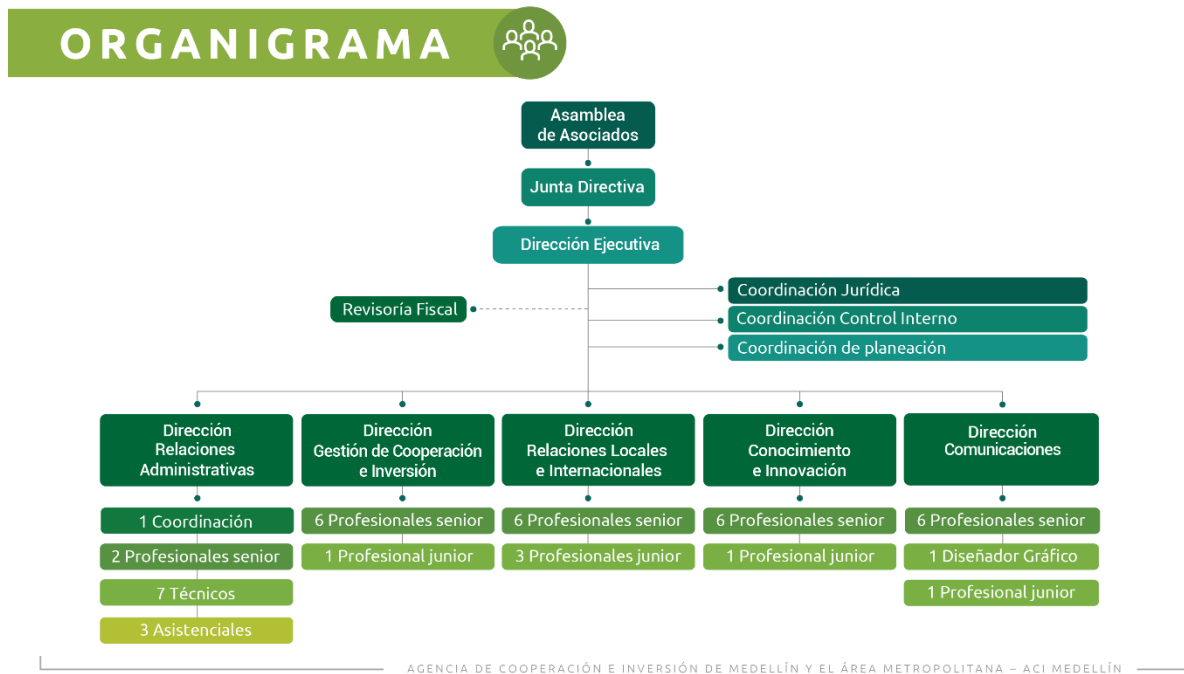 ORGANIGRAMA
Asamblea
de Asociados
Junta Directiva
Dirección Ejecutiva
Revisoría Fiscal
Coordinación Jurídica
Coordinación Control Interno
Coordinación de planeación
Dirección
Relaciones
Administrativas
1 Coordinación
2 Profesionales senior
7 Técnicos
3 Asistenciales
Dirección
Gestión de Cooperación
e Inversión
6 Profesionales senior
1 Profesional junior
Dirección
Relaciones Locales
e Internacionales
6 Profesionales senior
3 Profesionales junior
Dirección
Conocimiento
e Innovación
6 Profesionales senior
1 Profesional junior
Dirección
Comunicaciones
6 Profesionales senior
1 Diseñador Gráfico
1 Profesional junior
AGENCIA DE COOPERACIÓN E INVERSIÓN DE MEDELLÍN Y EL ÁREA METROPOLITANA – ACI MEDELLÍN